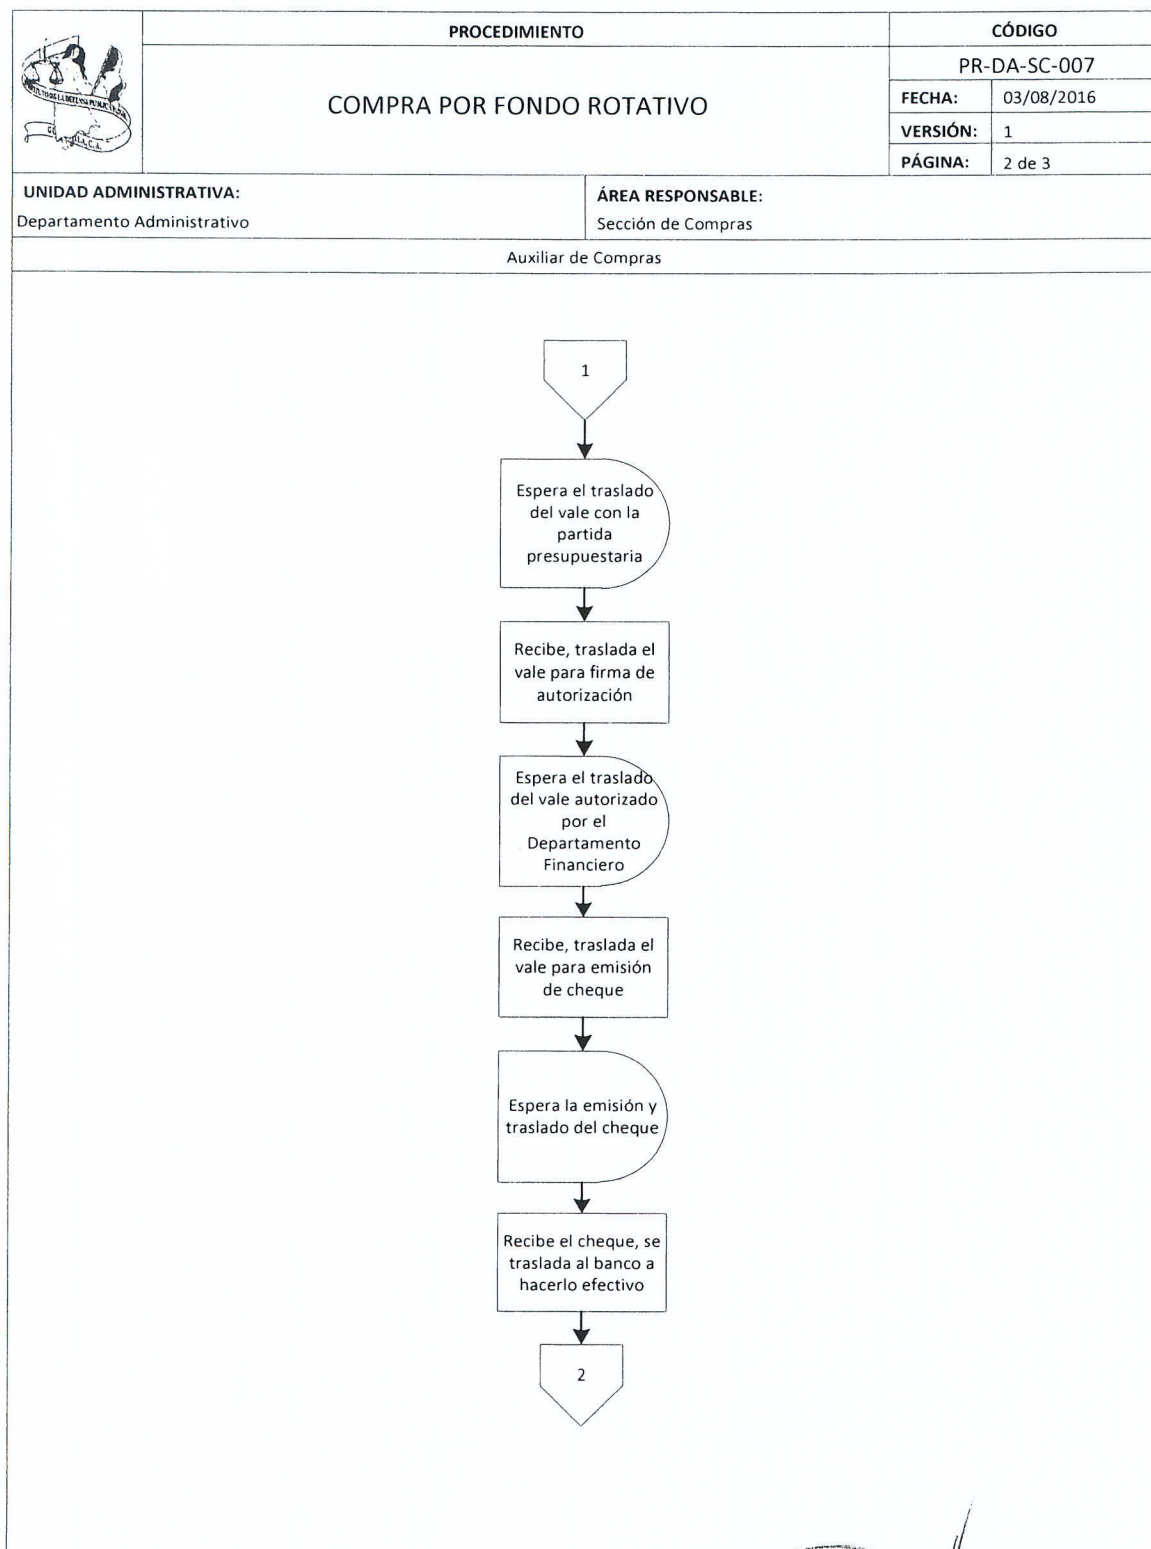 PROCEDIMIENTO
CÓDIGO
COMPRA POR FONDO ROTATIVO
PR-DA-SC-007
FECHA: 03/08/2016
VERSIÓN: 1
PÁGINA: 2 de 3
UNIDAD ADMINISTRATIVA:
Departamento Administrativo
ÁREA RESPONSABLE:
Sección de Compras
Auxiliar de Compras
1
Espera el traslado
del vale con la
partida
presupuestaria
Recibe, traslada el
vale para firma de
autorización
Espera el traslado
del vale autorizado
por el
Departamento
Financiero
Recibe, traslada el
vale para emisión
de cheque
Espera la emisión y
traslado del cheque
Recibe el cheque, se
traslada al banco a
hacerlo efectivo
2